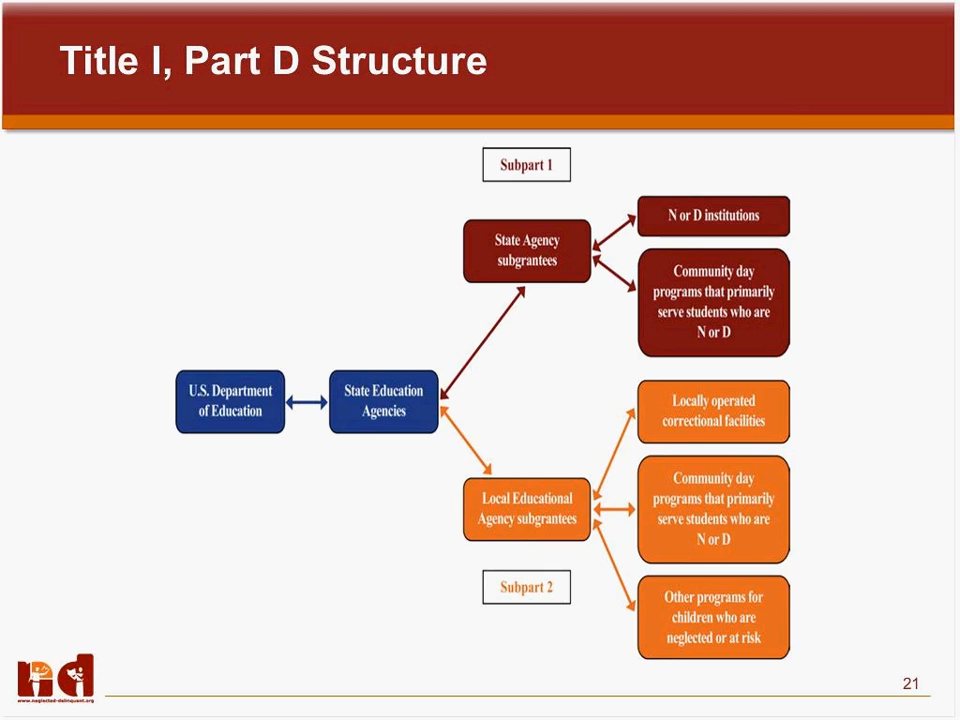 Title I, Part D Structure
Subpart 1
N or D institutions
State Agency
subgrantees
Community day
programs that primarily
serve students who are
N or D
U.S. Department
of Education
State Education
Agencies
Locally operated
correctional facilities
Local Educational
Agency subgrantees
Community day
programs that primarily
serve students who are
N or D
Subpart 2
Other programs for
children who are
neglected or at risk
nd
www.neglected-delinquent.org
21